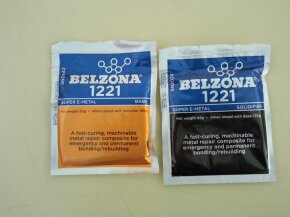 BELZONA
1221
SUPER E-METAL BASE
A fast-curing, machinable
metal repair composite for
emergency and permanent
bonding/rebuilding
BELZONA
1221
SUPER E-METAL SOLIDIFIER
A fast-curing, machinable
metal repair composite for
emergency and permanent
bonding/rebuilding